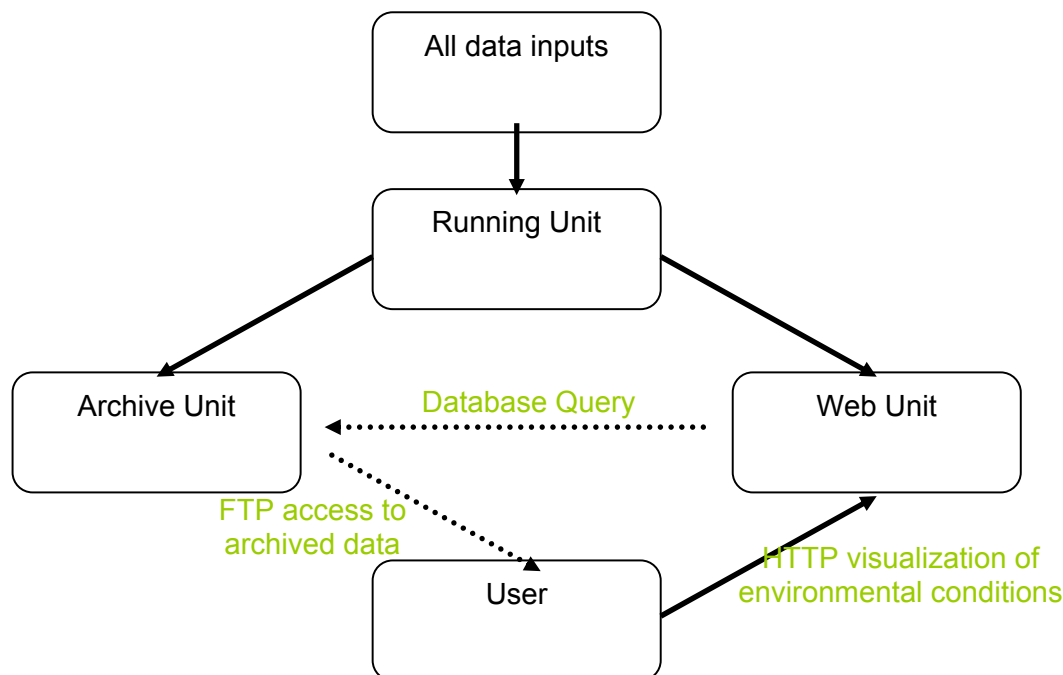 All data inputs
Running Unit
Archive Unit
Database Query
Web Unit
FTP access to
archived data
HTTP visualization of
environmental conditions
User